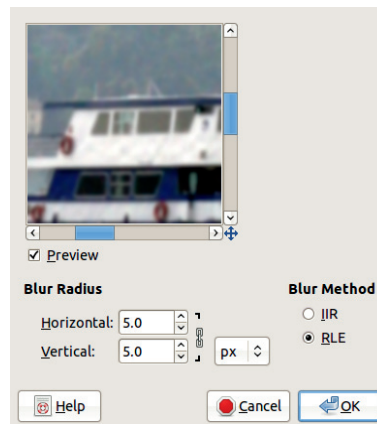 Preview
Blur Radius
Horizontal: 5.0
Vertical: 5.0 px
Blur Method
IIR
RLE
Help Cancel OK